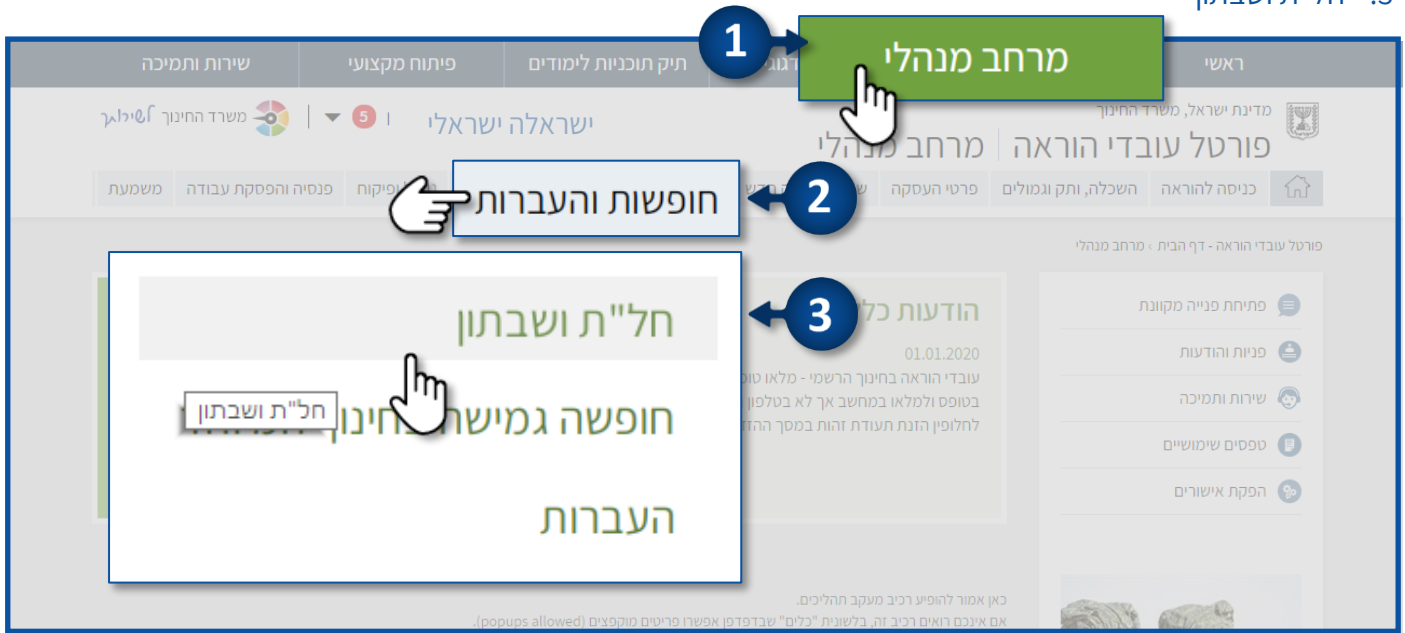 1
מרחב מנהלי
ראשי
תיק תוכניות לימודים
פיתוח מקצועי
שירות ותמיכה
מדינת ישראל, משרד החינוך
פורטל עובדי הוראה | מרחב מנהלי
ישראלה ישראלי
5
משרד החינוך לשירותך
כניסה להוראה
השכלה, ותק וגמולים
פרטי העסקה
2
חופשות והעברות
ופיקוח
פנסיה והפסקת עבודה
משמעת
פורטל עובדי הוראה - דף הבית › מרחב מנהלי
פתיחת פנייה מקוונת
פניות והודעות
שירות ותמיכה
טפסים שימושיים
הפקת אישורים
הודעות
01.01.2020
עובדי הוראה בחינוך הרשמי - מלאו
בטופס ולמלאו במחשב אך לא בטלפון
לחלופין הזנת תעודת זהות במסך
3
חל"ת ושבתון
חל"ת ושבתון
חופשה גמישה
העברות
כאן אמור להופיע רכיב מעקב תהליכים.
אם אינכם רואים רכיב זה, בלשונית "כלים" שבדפדפן אפשרו פריטים מוקפצים (popups allowed).